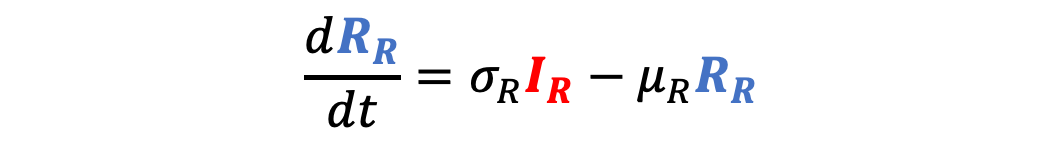 dR_R/dt = σ_R I_R − μ_R R_R